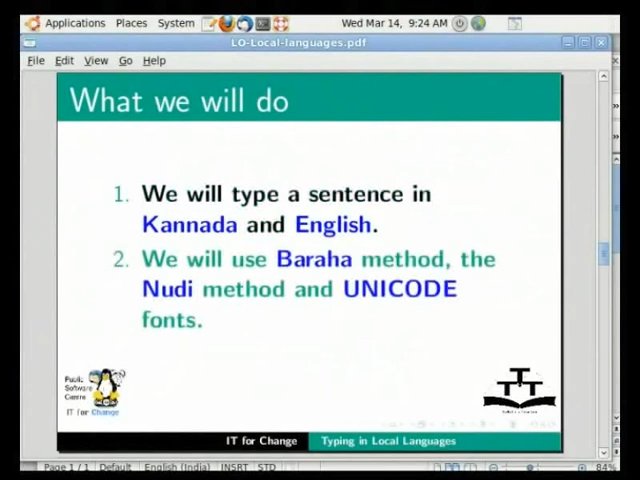 Applications Places System Wed Mar 14, 9:24 AM
LO-Local-languages.pdf
File Edit View Go Help
What we will do
1. We will type a sentence in
Kannada and English.
2. We will use Baraha method, the
Nudi method and UNICODE
fonts.
Public
Software
Centre
IT for Change
IT for Change Typing in Local Languages
Page 1 / 1 Default English (India) INSRT STD 84%